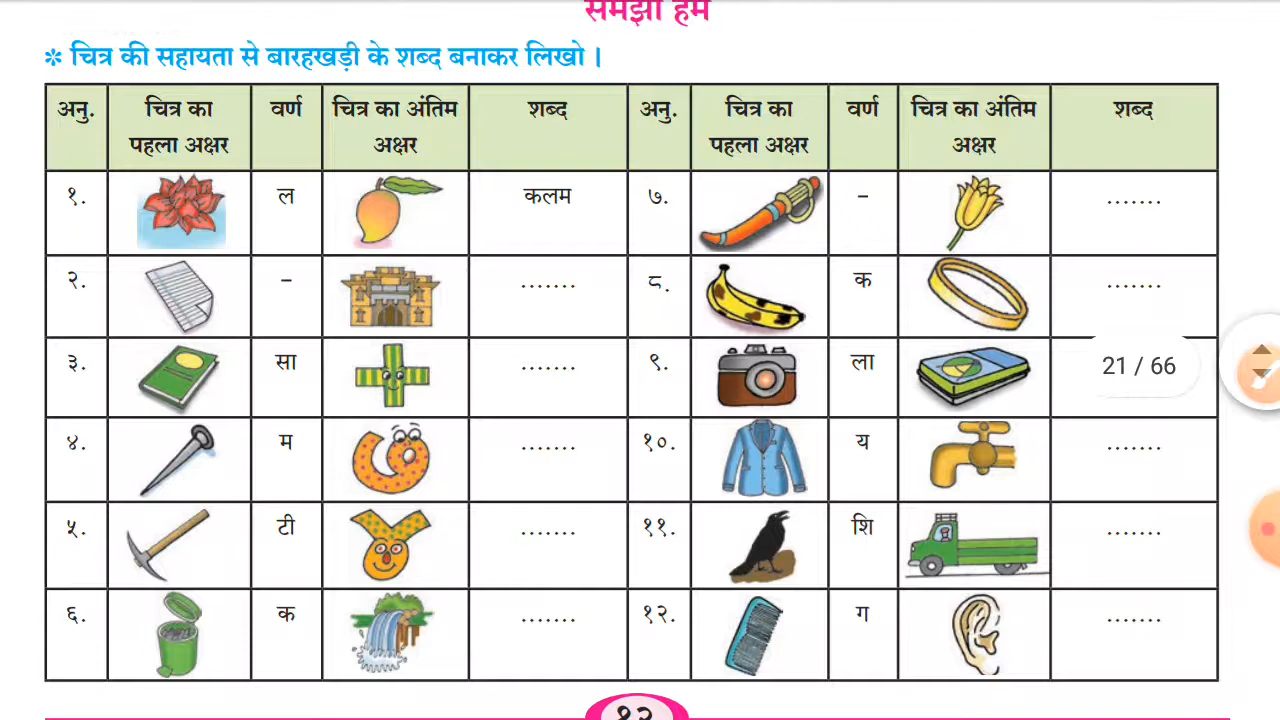 समझो हमें
✻ चित्र की सहायता से बारहखड़ी के शब्द बनाकर लिखो ।
अनु. चित्र का पहला अक्षर वर्ण चित्र का अंतिम अक्षर शब्द अनु. चित्र का पहला अक्षर वर्ण चित्र का अंतिम अक्षर शब्द
१. ल कलम ७. – .......
२. – ....... ८. क .......
३. सा ....... ९. ला
21 / 66
४. म ....... १०. य .......
५. टी ....... ११. शि .......
६. क ....... १२. ग .......
१२